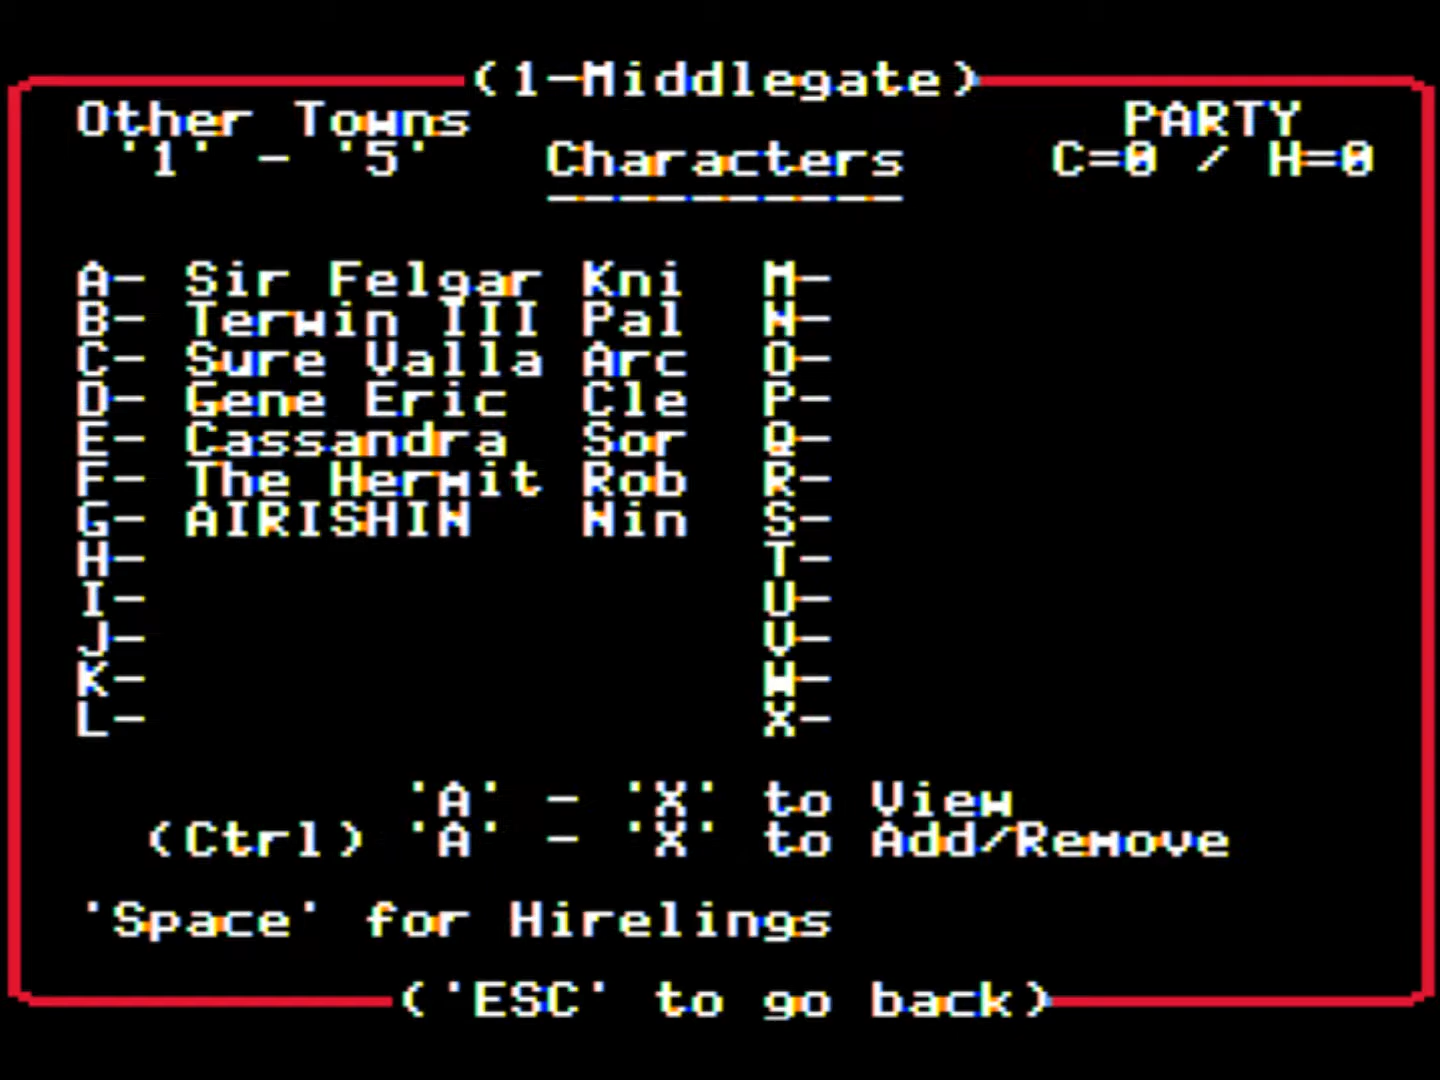 (1-Middlegate)
Other Towns
'1' - '5'
Characters
----------
PARTY
C=0 / H=0
A- Sir Felgar Kni M-
B- Terwin III Pal N-
C- Sure Valla Arc O-
D- Gene Eric Cle P-
E- Cassandra Sor Q-
F- The Hermit Rob R-
G- AIRISHIN Nin S-
H- T-
I- U-
J- V-
K- W-
L- X-
'A' - 'X' to View
(Ctrl) 'A' - 'X' to Add/Remove
'Space' for Hirelings
('ESC' to go back)